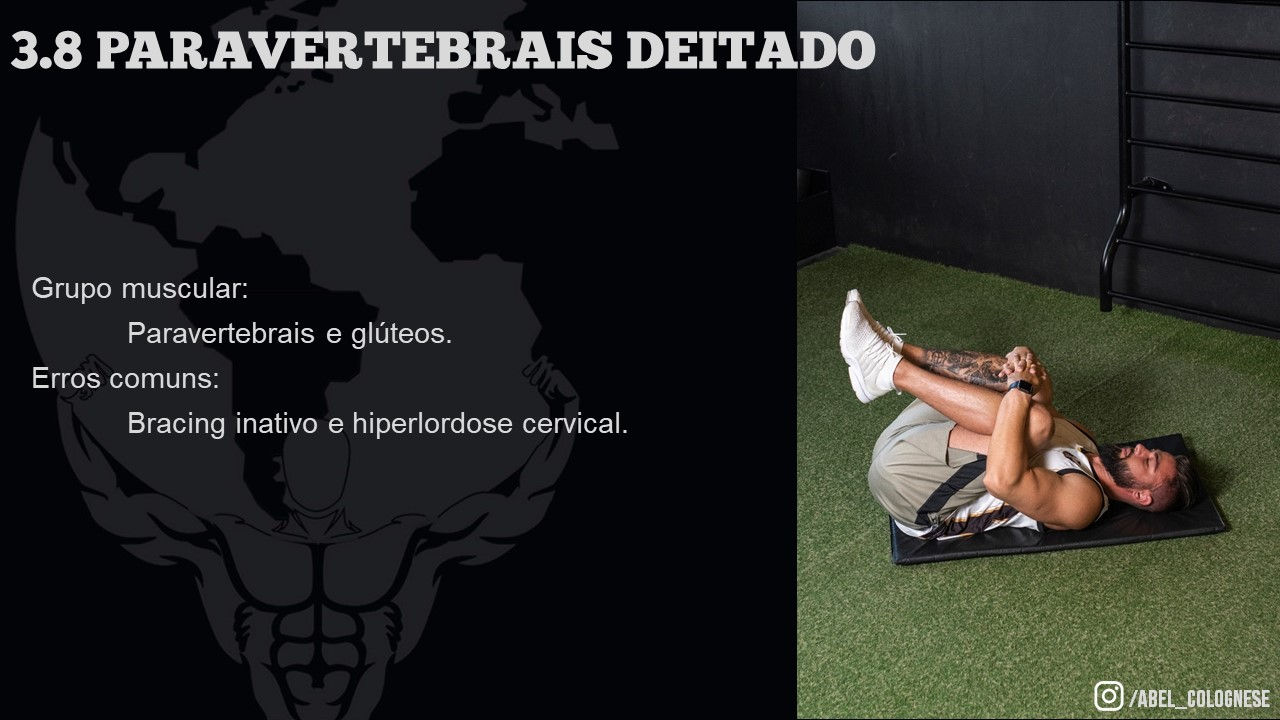 3.8 PARAVERTEBRAIS DEITADO
Grupo muscular:
Paravertebrais e glúteos.
Erros comuns:
Bracing inativo e hiperlordose cervical.
/ABEL_COLOGNESE